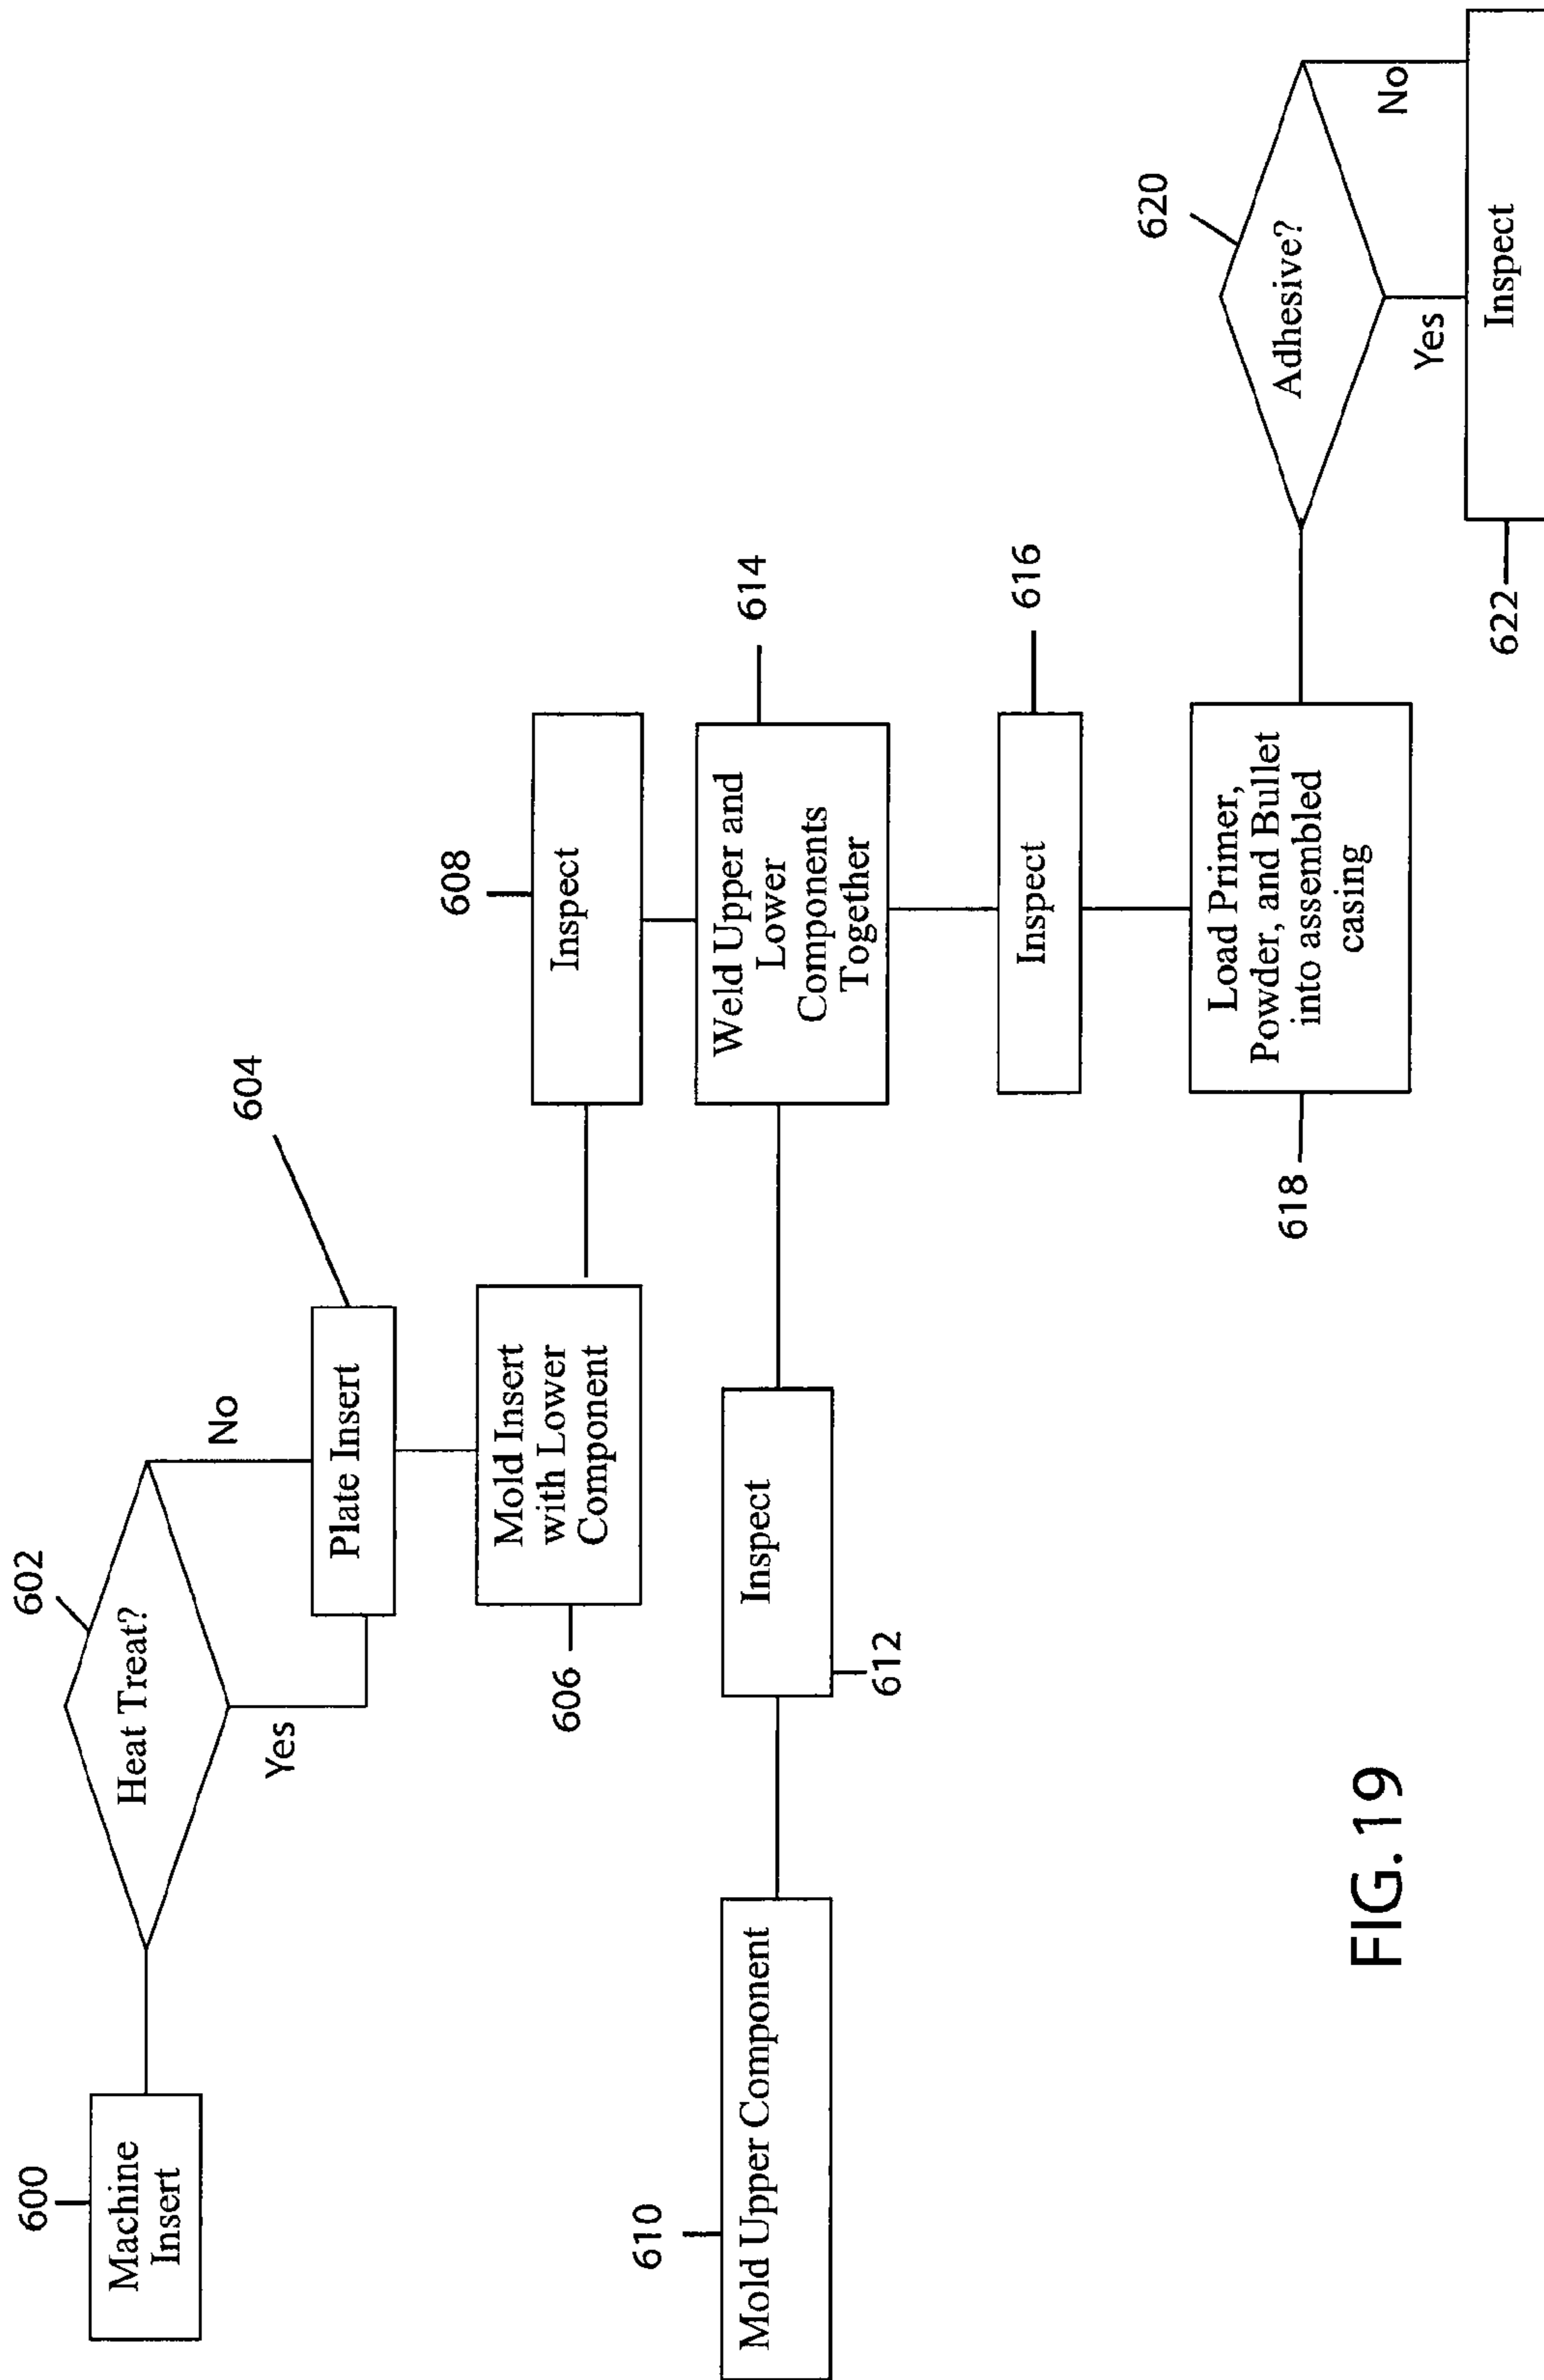 600
Machine
Insert
602
Heat Treat?
Yes
No
604
Plate Insert
606
Mold Insert
with Lower
Component
608
Inspect
610
Mold Upper Component
612
Inspect
614
Weld Upper and
Lower
Components
Together
616
Inspect
618
Load Primer,
Powder, and Bullet
into assembled
casing
620
Adhesive?
Yes
No
622
Inspect
FIG. 19